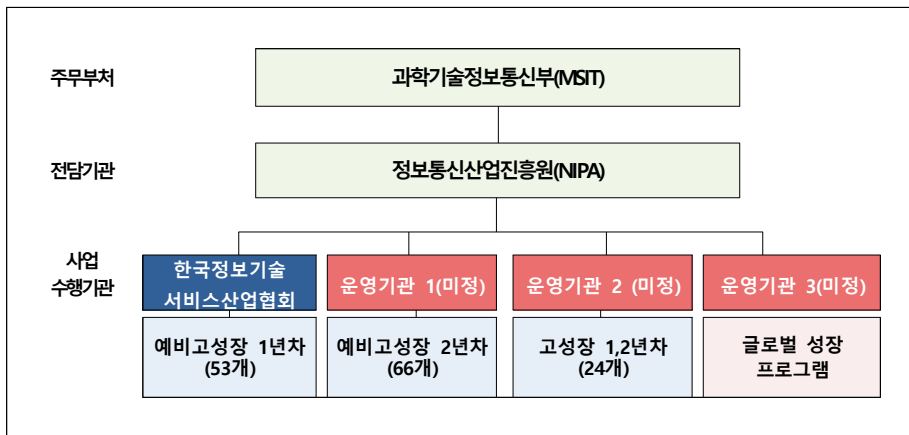 주무부처
과학기술정보통신부(MSIT)
전담기관
정보통신산업진흥원(NIPA)
사업
수행기관
한국정보기술
서비스산업협회
운영기관 1(미정)
운영기관 2 (미정)
운영기관 3(미정)
예비고성장 1년차
(53개)
예비고성장 2년차
(66개)
고성장 1,2년차
(24개)
글로벌 성장
프로그램